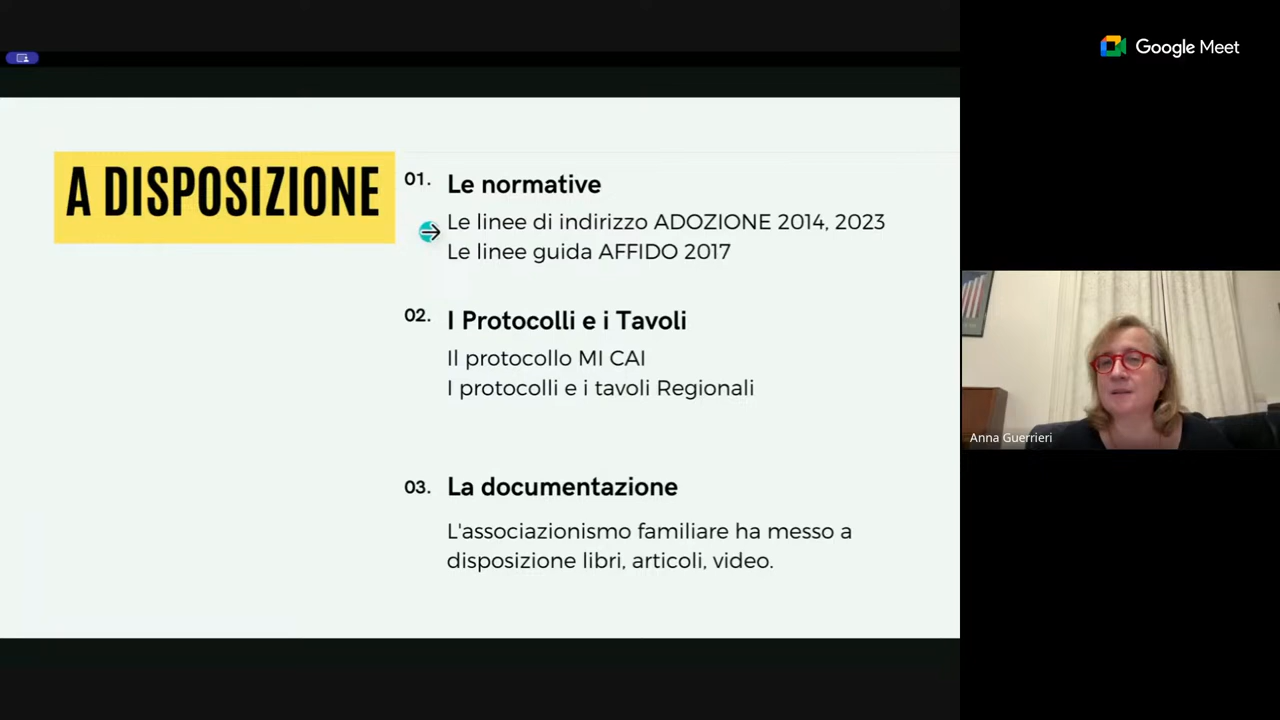 Google Meet
A DISPOSIZIONE
01.
Le normative
Le linee di indirizzo ADOZIONE 2014, 2023
Le linee guida AFFIDO 2017
02.
I Protocolli e i Tavoli
Il protocollo MI CAI
I protocolli e i tavoli Regionali
03.
La documentazione
L'associazionismo familiare ha messo a
disposizione libri, articoli, video.
Anna Guerrieri